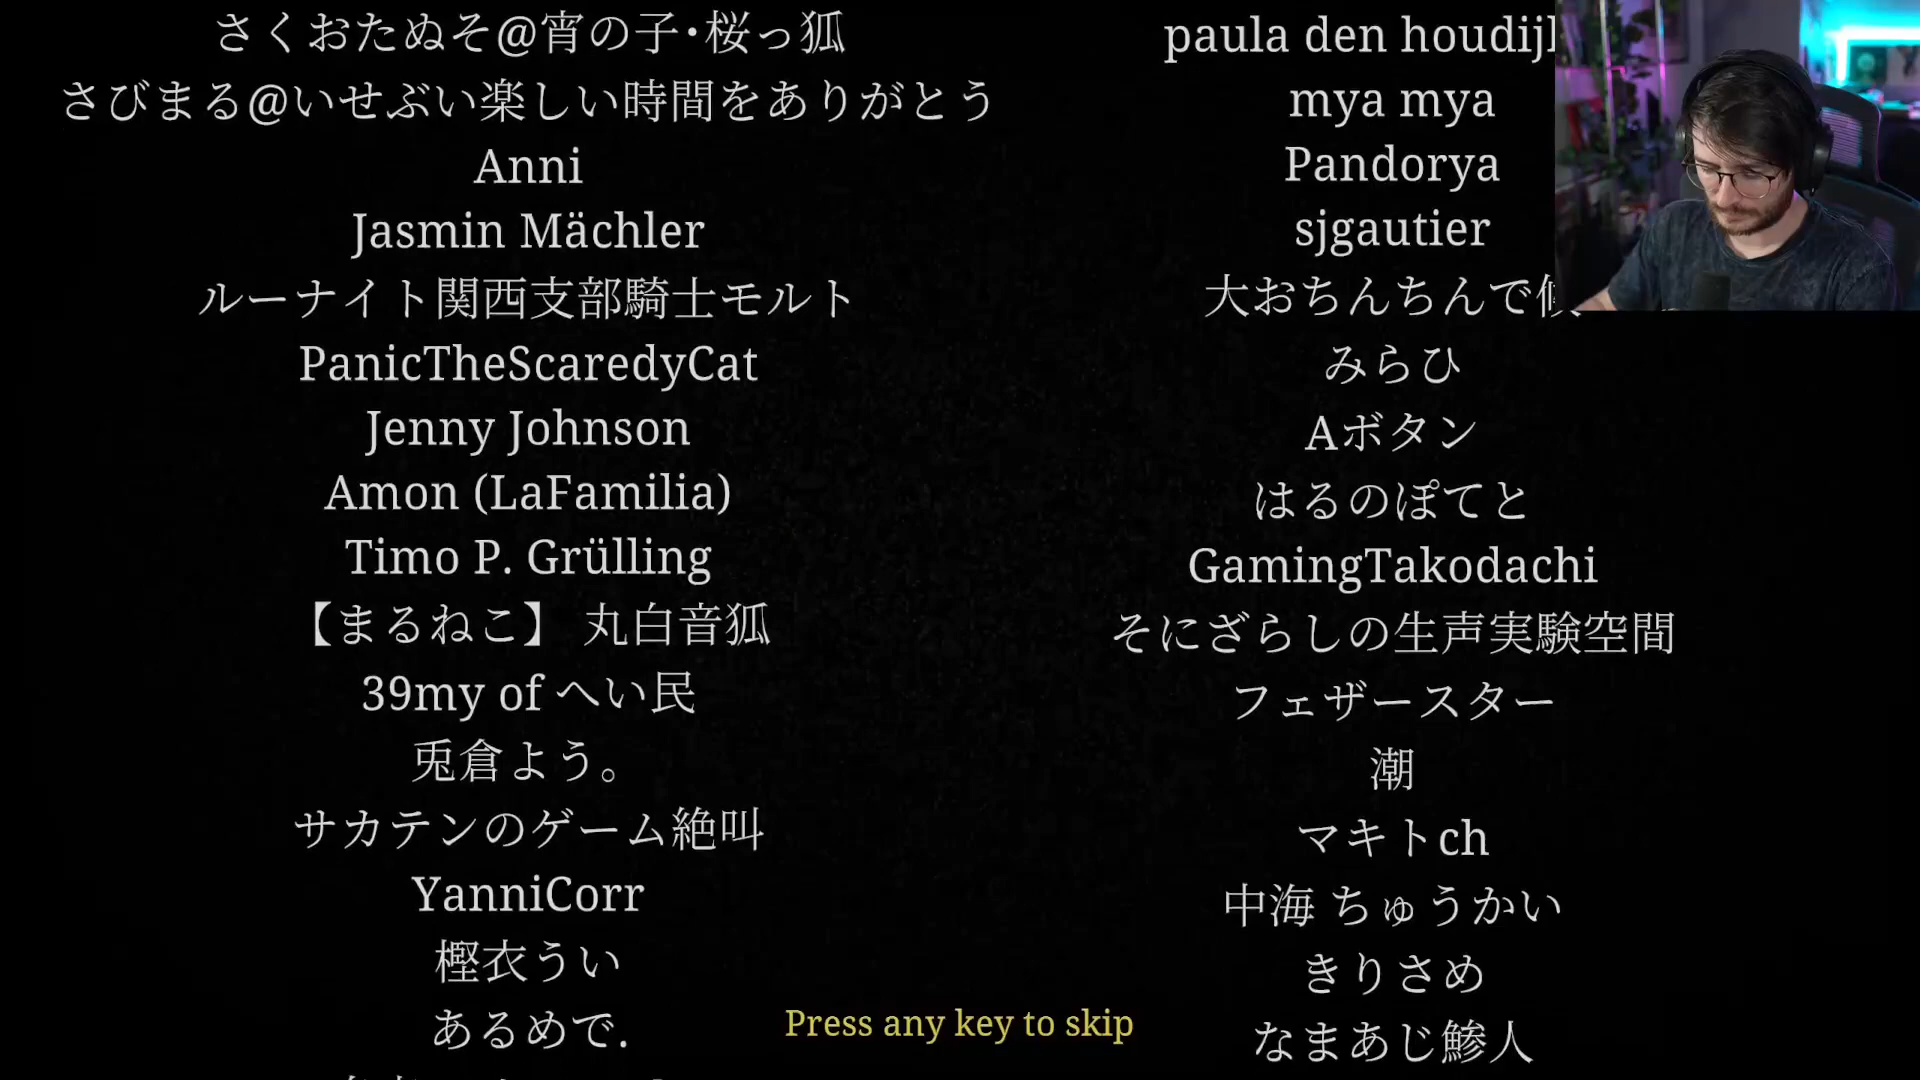 さくおたぬそ@宵の子・桜っ狐
さびまる@いせぶい楽しい時間をありがとう
Anni
Jasmin Mächler
ルーナイト関西支部騎士モルト
PanicTheScaredyCat
Jenny Johnson
Amon (LaFamilia)
Timo P. Grülling
【まるねこ】 丸白音狐
39my of へい民
兎倉よう。
サカテンのゲーム絶叫
YanniCorr
樫衣うい
あるめで.
paula den
mya mya
Pandorya
sjgautier
大おちんちんで
みらひ
Aボタン
はるのぽてと
GamingTakodachi
そにざらしの生声実験空間
フェザースター
潮
マキトch
中海 ちゅうかい
きりさめ
なまあじ鯵人
Press any key to skip